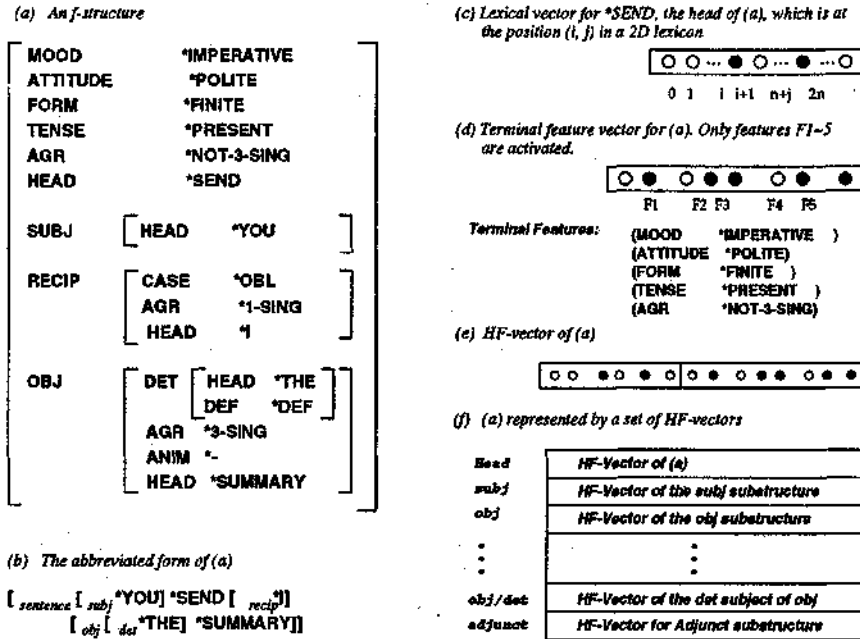 (a) An f-structure
MOOD *IMPERATIVE
ATTITUDE *POLITE
FORM *FINITE
TENSE *PRESENT
AGR *NOT-3-SING
HEAD *SEND
SUBJ [HEAD *YOU]
RECIP [CASE *OBL
AGR *1-SING
HEAD *I]
OBJ [DET [HEAD *THE
DEF *DEF]
AGR *3-SING
ANIM *-
HEAD *SUMMARY]
(b) The abbreviated form of (a)
[ sentence [ subj *YOU] *SEND [ recip *I]
[ obj [ det *THE] *SUMMARY]]
(c) Lexical vector for *SEND, the head of (a), which is at
the position (i, j) in a 2D lexicon
0 1 i i+1 n+j 2n
(d) Terminal feature vector for (a). Only features F1~5
are activated.
F1 F2 F3 F4 F5
Terminal Features: (MOOD *IMPERATIVE )
(ATTITUDE *POLITE)
(FORM *FINITE )
(TENSE *PRESENT )
(AGR *NOT-3-SING)
(e) HF-vector of (a)
(f) (a) represented by a set of HF-vectors
Head HF-Vector of (a)
subj HF-Vector of the subj substructure
obj HF-Vector of the obj substructure
obj/det HF-Vector of the det subject of obj
adjunct HF-Vector for Adjunct substructure